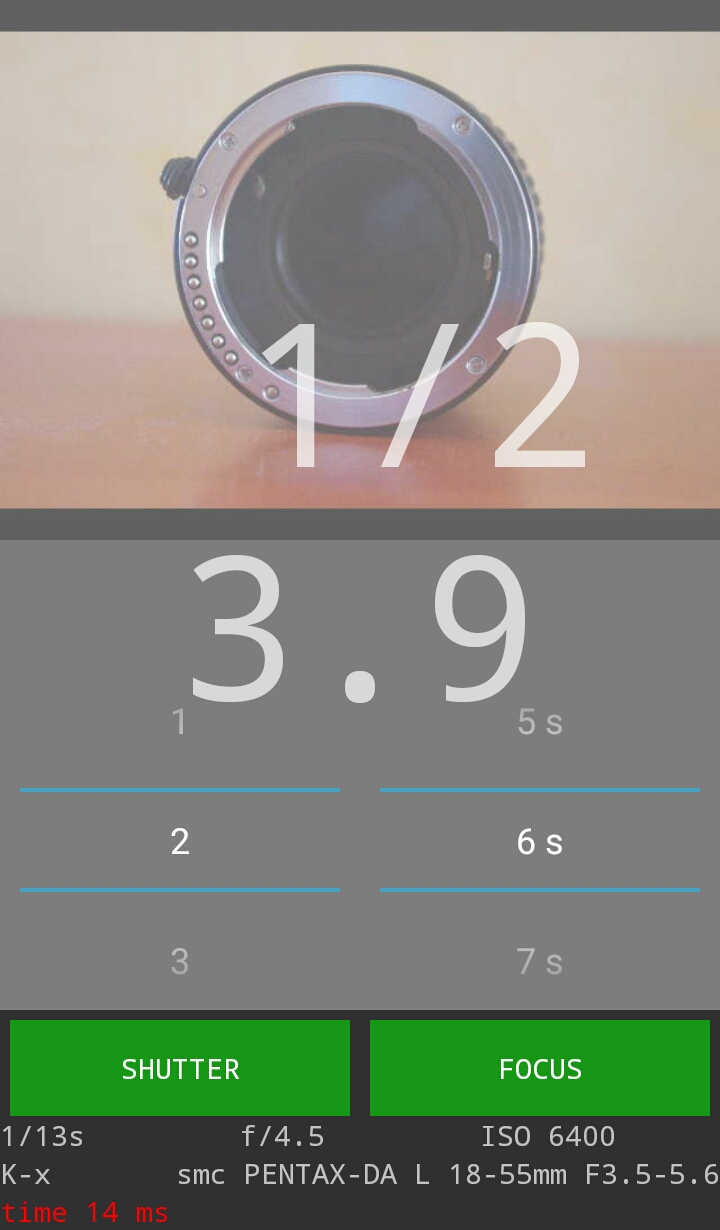 1/2
3.9
1 5 s
2 6 s
3 7 s
SHUTTER FOCUS
1/13s f/4.5 ISO 6400
K-x smc PENTAX-DA L 18-55mm F3.5-5.6
time 14 ms